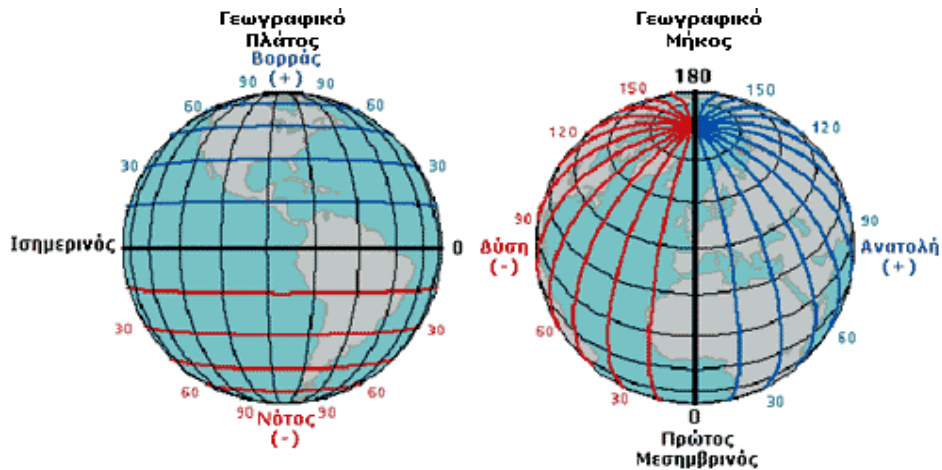 Γεωγραφικό
Πλάτος
Βορράς
(+)
90 90
60 60
30 30
Ισημερινός 0
30 30
60 60
90 90
Νότος
(-)
Γεωγραφικό
Μήκος
180
150 150
120 120
90 90
Δύση
(-)
Ανατολή
(+)
60 60
30 30
0
Πρώτος
Μεσημβρινός